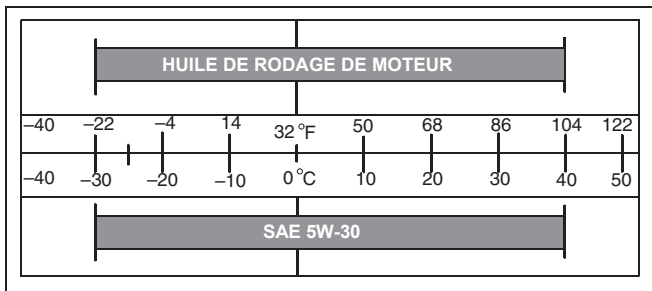 HUILE DE RODAGE DE MOTEUR
–40 –22 –4 14 32 °F 50 68 86 104 122
–40 –30 –20 –10 0 °C 10 20 30 40 50
SAE 5W-30